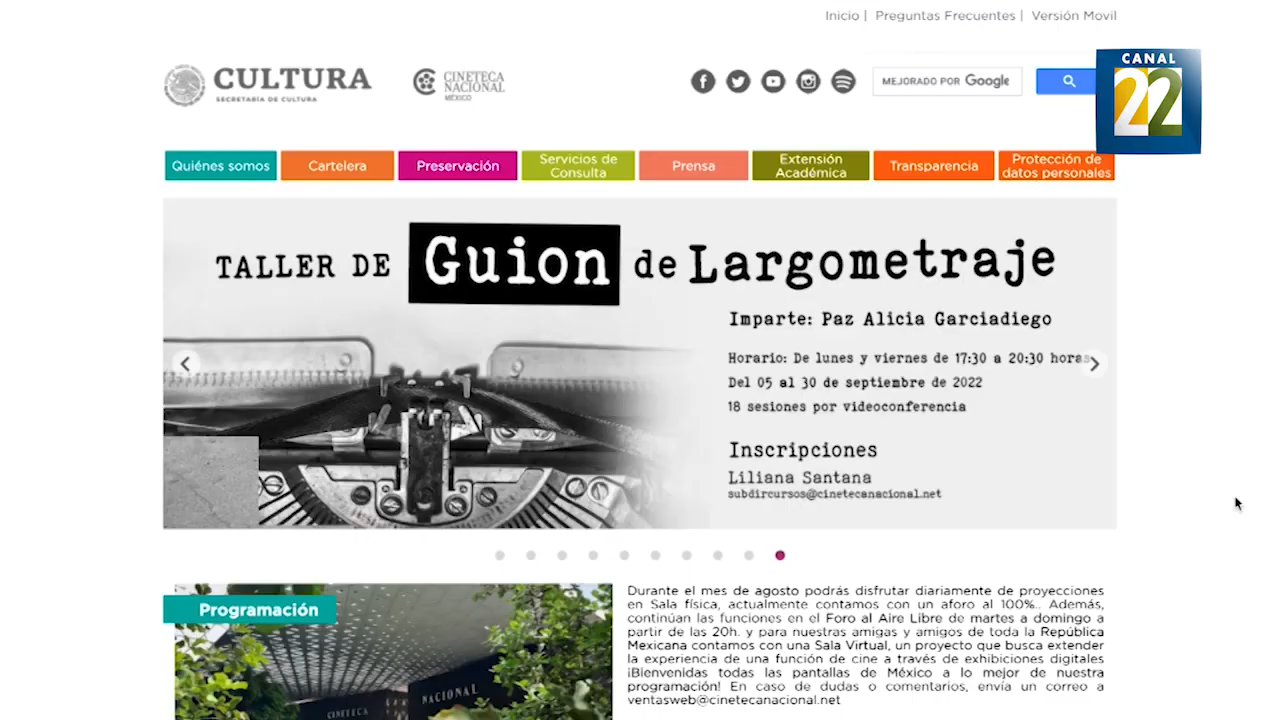 Inicio | Preguntas Frecuentes | Versión Movil
CULTURA
SECRETARÍA DE CULTURA
CINETECA
NACIONAL
MÉXICO
MEJORADO POR Google
CANAL
22
Quiénes somos
Cartelera
Preservación
Servicios de
Consulta
Prensa
Extensión
Académica
Transparencia
Protección de
datos personales
TALLER DE Guion de Largometraje
Imparte: Paz Alicia Garciadiego
Horario: De lunes y viernes de 17:30 a 20:30 horas
Del 05 al 30 de septiembre de 2022
18 sesiones por videoconferencia
Inscripciones
Liliana Santana
subdircursos@cinetecanacional.net
Programación
CINETECA NACIONAL
Durante el mes de agosto podrás disfrutar diariamente de proyecciones
en Sala física, actualmente contamos con un aforo al 100%.. Además,
continúan las funciones en el Foro al Aire Libre de martes a domingo a
partir de las 20h. y para nuestras amigas y amigos de toda la República
Mexicana contamos con una Sala Virtual, un proyecto que busca extender
la experiencia de una función de cine a través de exhibiciones digitales
¡Bienvenidas todas las pantallas de México a lo mejor de nuestra
programación! En caso de dudas o comentarios, envía un correo a
ventasweb@cinetecanacional.net